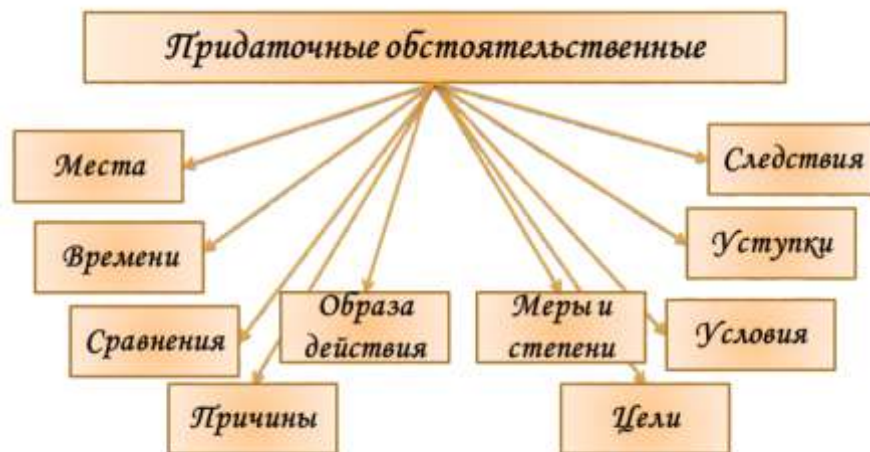 Придаточные обстоятельственные
Места
Следствия
Времени
Уступки
Сравнения
Образа
действия
Меры и
степени
Условия
Причины
Цели